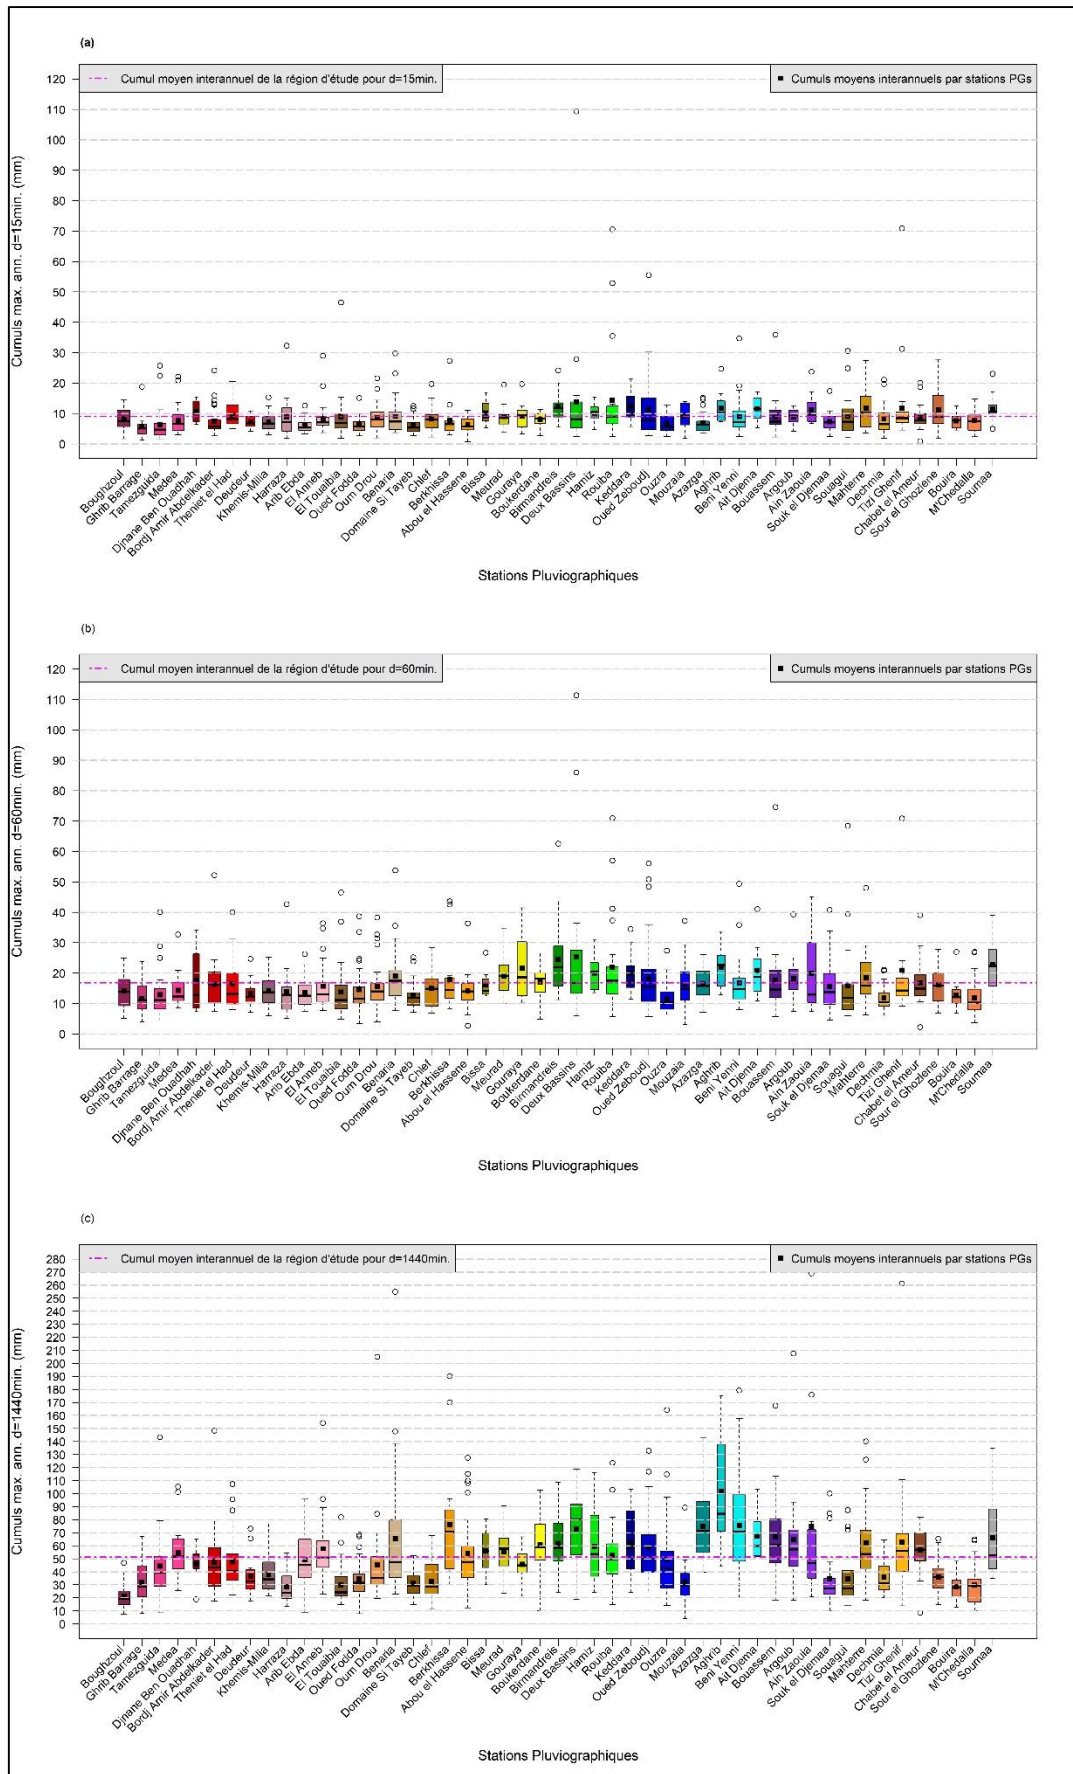 (a)
Cumul moyen interannuel de la région d'étude pour d=15min.
Cumuls moyens interannuels par stations PGs
Cumuls max. ann. d=15min. (mm)
120
110
100
90
80
70
60
50
40
30
20
10
0
Boughzoul
Ghrib Barrage
Tamezguida
Medea
Djnane Ben Ouadhah
Bordj Amir Abdelkader
Theniet el Had
Deudeur
Khemis-Milia
Harraza
Arib Ebda
El Anneb
El Touaibia
Oued Fodda
Oum Drou
Benaria
Domaine Si Tayeb
Chlef
Berkhissa
Abou el Hassene
Bissa
Meurad
Gouraya
Boukerdane
Birmandreis
Deux Bassins
Hamiz
Rouiba
Keddara
Oued Zeboudj
Ouzra
Mouzaia
Azazga
Aghrib
Beni Yenni
Ait Djema
Bouassem
Argoub
Ain Zaouia
Souk el Djemaa
Souagui
Mahterre
Dechmia
Tizi Ghenif
Chabet el Ameur
Sour el Ghozlene
Bouira
M'Chedalla
Soumaa
Stations Pluviographiques
(b)
Cumul moyen interannuel de la région d'étude pour d=60min.
Cumuls moyens interannuels par stations PGs
Cumuls max. ann. d=60min. (mm)
120
110
100
90
80
70
60
50
40
30
20
10
0
Boughzoul
Ghrib Barrage
Tamezguida
Medea
Djnane Ben Ouadhah
Bordj Amir Abdelkader
Theniet el Had
Deudeur
Khemis-Milia
Harraza
Arib Ebda
El Anneb
El Touaibia
Oued Fodda
Oum Drou
Benaria
Domaine Si Tayeb
Chlef
Berkhissa
Abou el Hassene
Bissa
Meurad
Gouraya
Boukerdane
Birmandreis
Deux Bassins
Hamiz
Rouiba
Keddara
Oued Zeboudj
Ouzra
Mouzaia
Azazga
Aghrib
Beni Yenni
Ait Djema
Bouassem
Argoub
Ain Zaouia
Souk el Djemaa
Souagui
Mahterre
Dechmia
Tizi Ghenif
Chabet el Ameur
Sour el Ghozlene
Bouira
M'Chedalla
Soumaa
Stations Pluviographiques
(c)
Cumul moyen interannuel de la région d'étude pour d=1440min.
Cumuls moyens interannuels par stations PGs
Cumuls max. ann. d=1440min. (mm)
280
270
260
250
240
230
220
210
200
190
180
170
160
150
140
130
120
110
100
90
80
70
60
50
40
30
20
10
0
Boughzoul
Ghrib Barrage
Tamezguida
Medea
Djnane Ben Ouadhah
Bordj Amir Abdelkader
Theniet el Had
Deudeur
Khemis-Milia
Harraza
Arib Ebda
El Anneb
El Touaibia
Oued Fodda
Oum Drou
Benaria
Domaine Si Tayeb
Chlef
Berkhissa
Abou el Hassene
Bissa
Meurad
Gouraya
Boukerdane
Birmandreis
Deux Bassins
Hamiz
Rouiba
Keddara
Oued Zeboudj
Ouzra
Mouzaia
Azazga
Aghrib
Beni Yenni
Ait Djema
Bouassem
Argoub
Ain Zeaouia
Souk el Djemaa
Souagui
Mahterre
Dechmia
Tizi Ghenif
Chabet el Ameur
Sour el Ghozlene
Bouira
M'Chedalla
Soumaa
Stations Pluviographiques